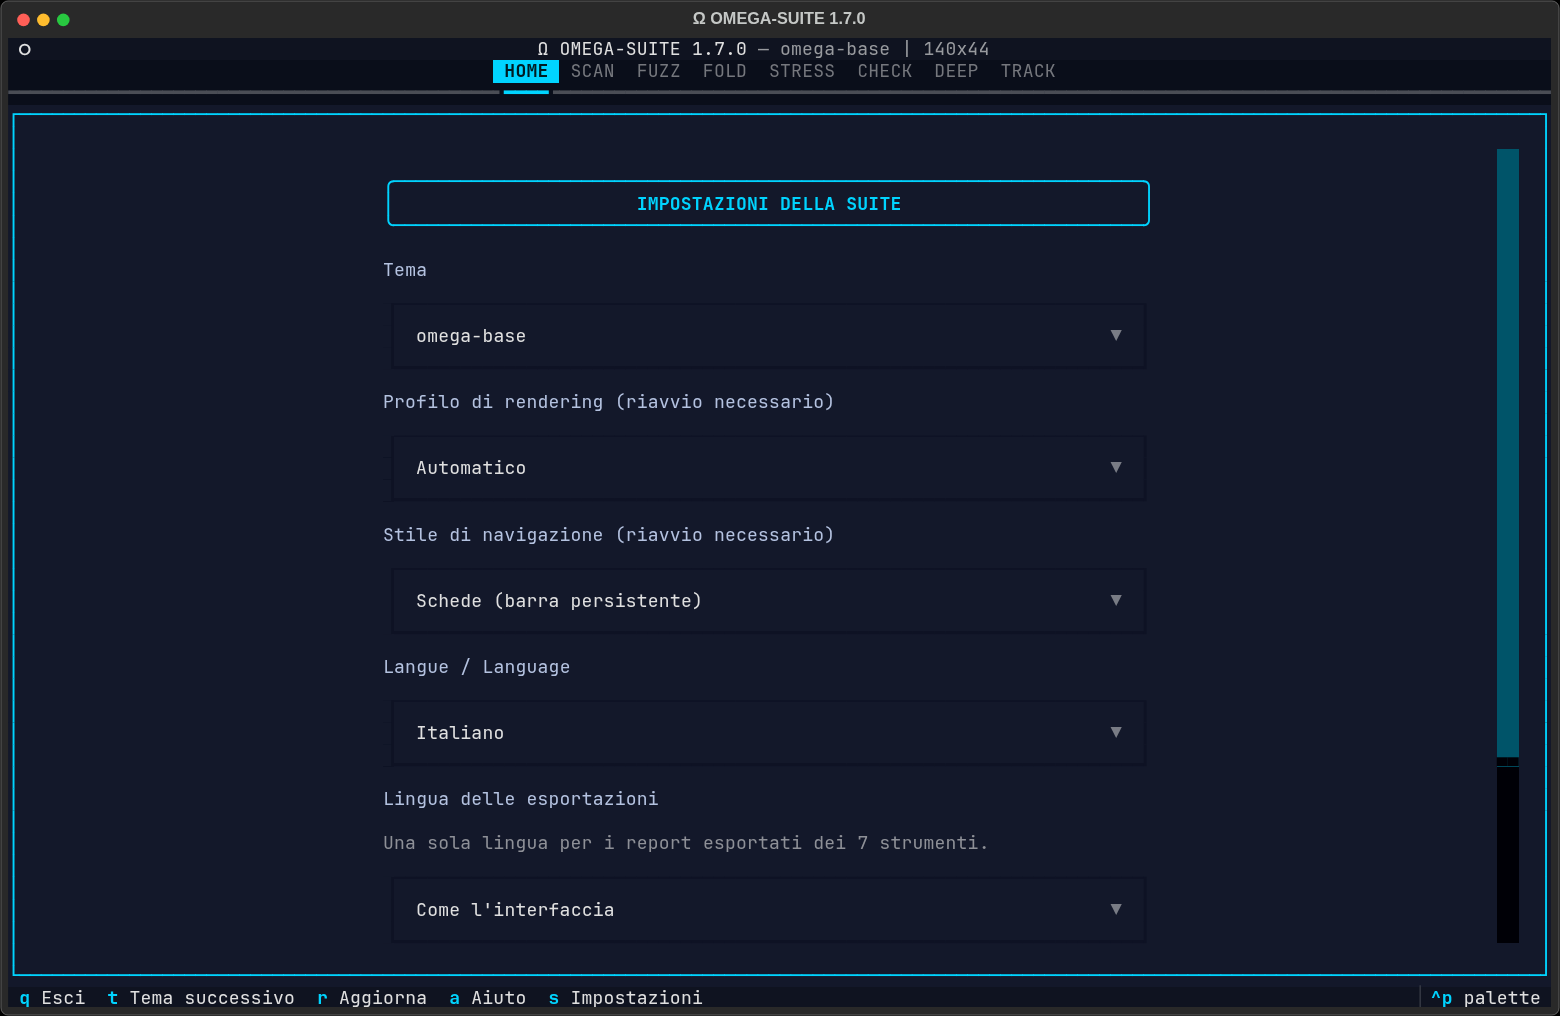 Ω OMEGA-SUITE 1.7.0
Ω OMEGA-SUITE 1.7.0 — omega-base | 140x44
HOME SCAN FUZZ FOLD STRESS CHECK DEEP TRACK
IMPOSTAZIONI DELLA SUITE
Tema
omega-base ▼
Profilo di rendering (riavvio necessario)
Automatico ▼
Stile di navigazione (riavvio necessario)
Schede (barra persistente) ▼
Langue / Language
Italiano ▼
Lingua delle esportazioni
Una sola lingua per i report esportati dei 7 strumenti.
Come l'interfaccia ▼
q Esci t Tema successivo r Aggiorna a Aiuto s Impostazioni ^p palette